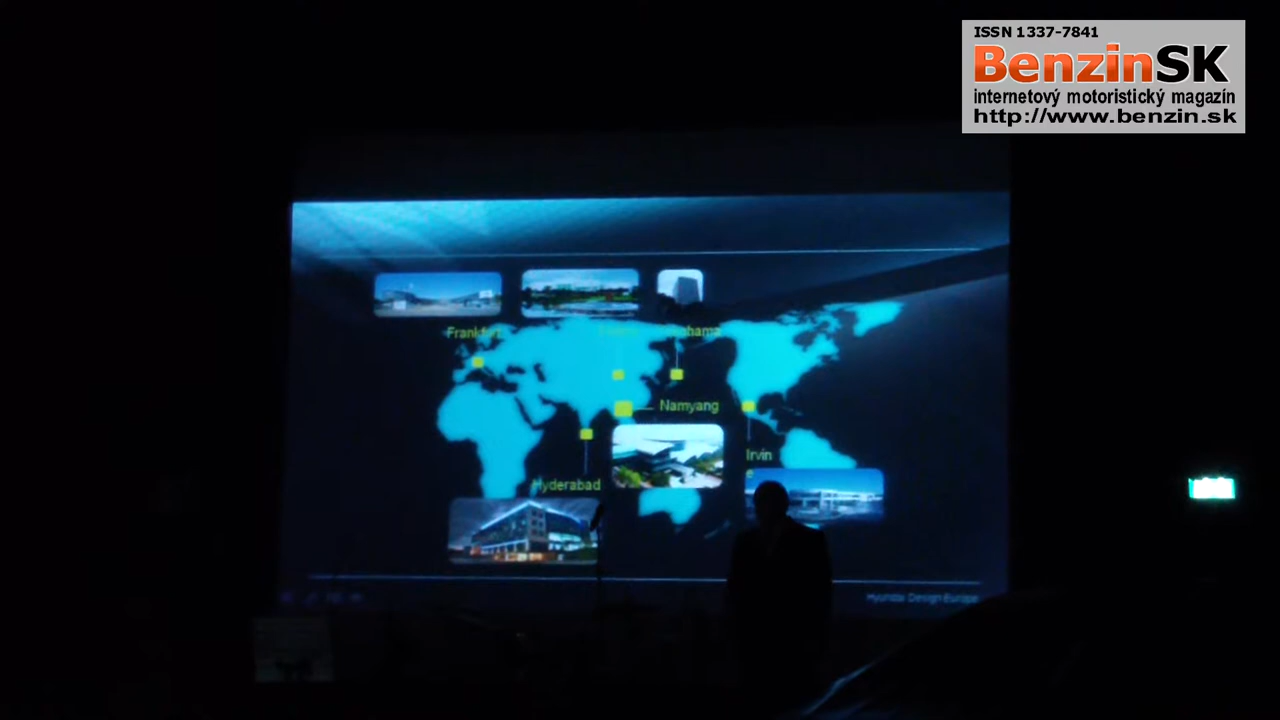 ISSN 1337-7841
BenzinSK
internetový motoristický magazín
http://www.benzin.sk
Frankfurt
Namyang
Irvin
e
Hyderabad
Hyundai Design Europe